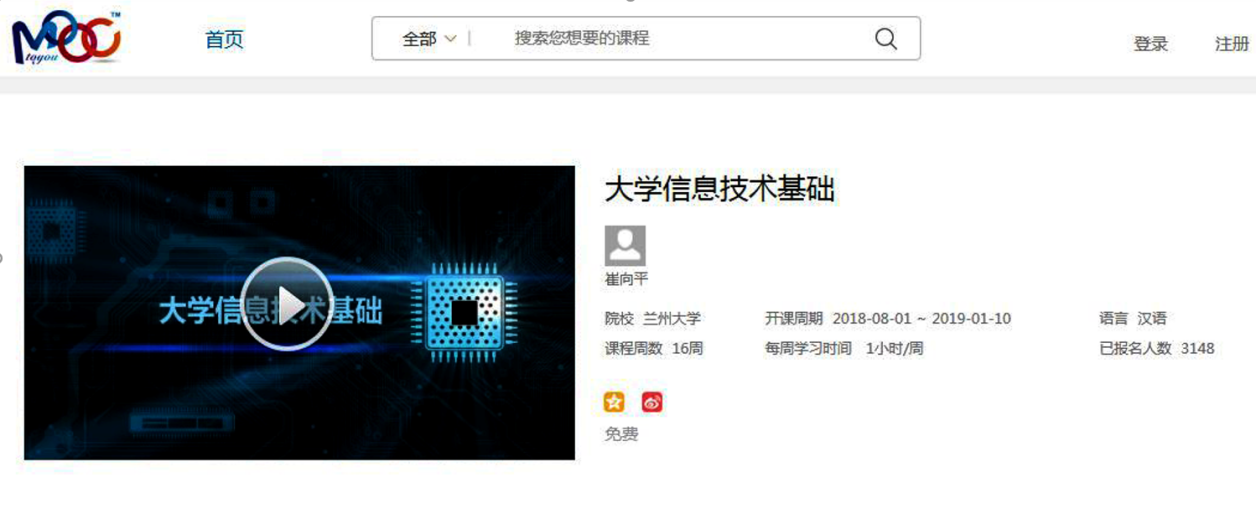 MOOC TM
tqyou
首页
全部
搜索您想要的课程
登录
注册
大学信息技术基础
大学信息技术基础
崔向平
院校 兰州大学 开课周期 2018-08-01 ~ 2019-01-10 语言 汉语
课程周数 16周 每周学习时间 1小时/周 已报名人数 3148
免费